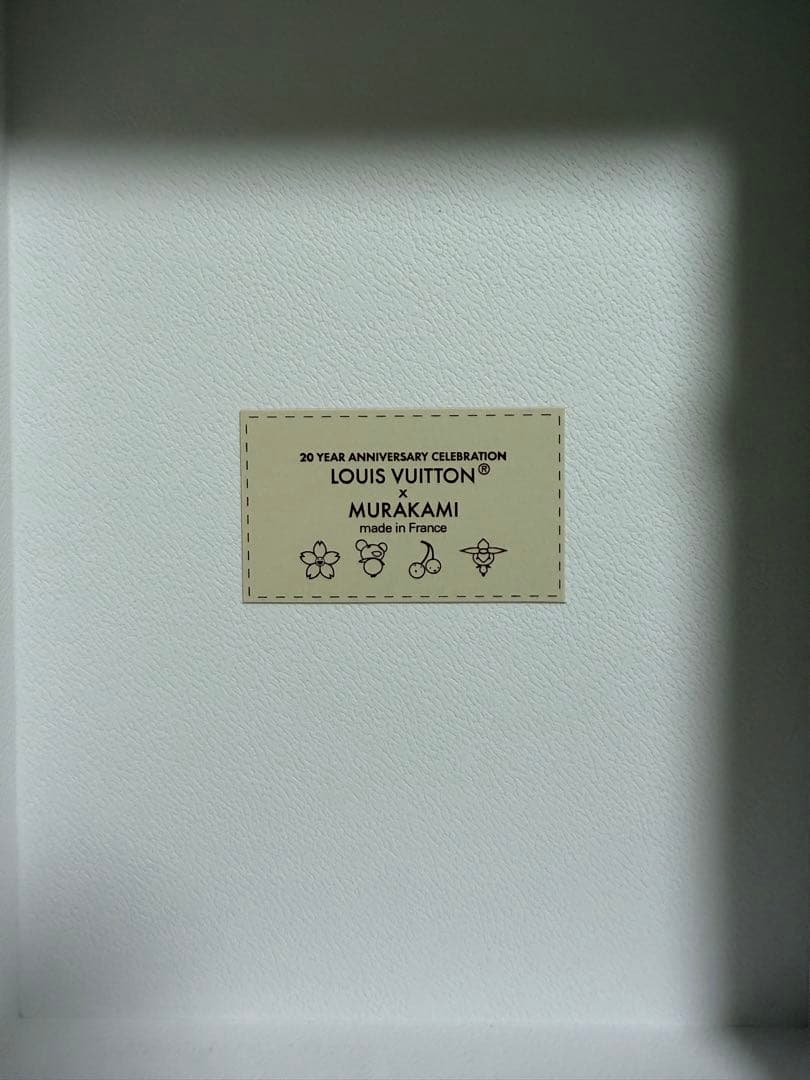 20 YEAR ANNIVERSARY CELEBRATION
LOUIS VUITTON®
x
MURAKAMI
made in France